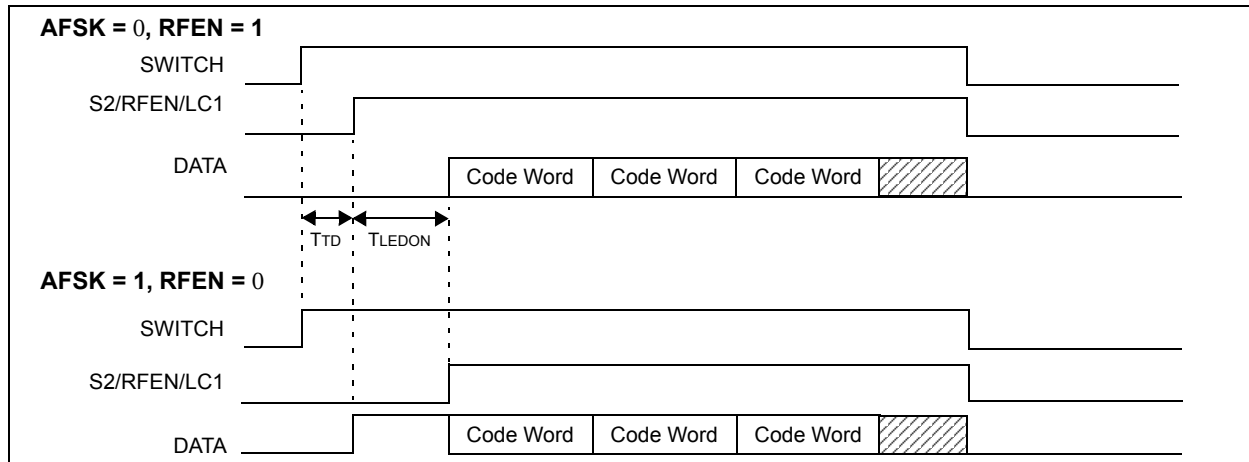 AFSK = 0, RFEN = 1
SWITCH
S2/RFEN/LC1
DATA
Code Word Code Word Code Word
TTD TLEDON
AFSK = 1, RFEN = 0
SWITCH
S2/RFEN/LC1
DATA
Code Word Code Word Code Word